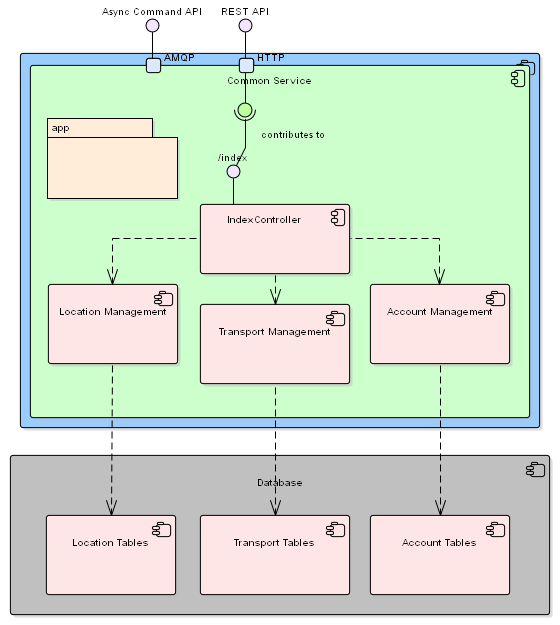 Async Command API
REST API
AMQP
HTTP
Common Service
app
contributes to
/index
IndexController
Location Management
Transport Management
Account Management
Database
Location Tables
Transport Tables
Account Tables